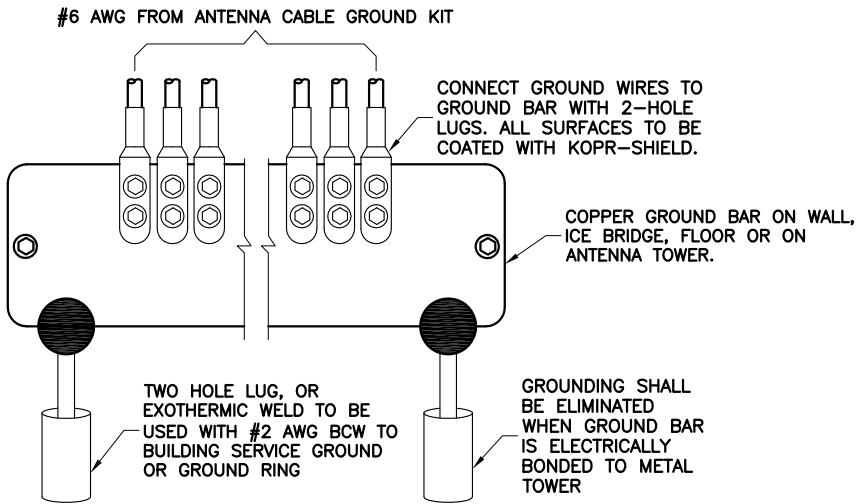 #6 AWG FROM ANTENNA CABLE GROUND KIT
CONNECT GROUND WIRES TO
GROUND BAR WITH 2-HOLE
LUGS. ALL SURFACES TO BE
COATED WITH KOPR-SHIELD.
COPPER GROUND BAR ON WALL,
ICE BRIDGE, FLOOR OR ON
ANTENNA TOWER.
TWO HOLE LUG, OR
EXOTHERMIC WELD TO BE
USED WITH #2 AWG BCW TO
BUILDING SERVICE GROUND
OR GROUND RING
GROUNDING SHALL
BE ELIMINATED
WHEN GROUND BAR
IS ELECTRICALLY
BONDED TO METAL
TOWER